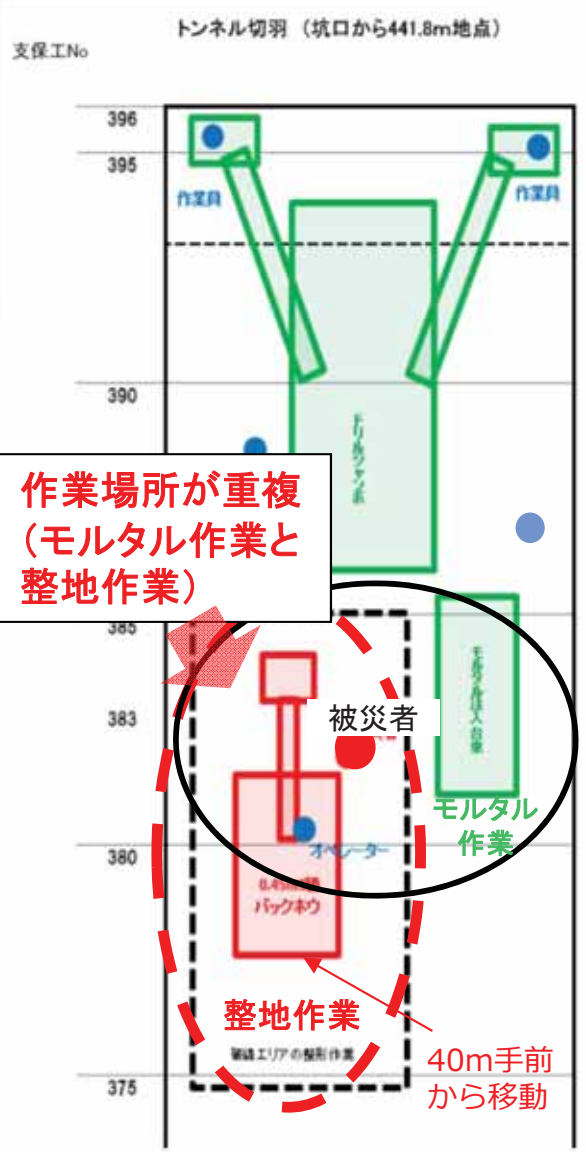 トンネル切羽 (坑口から441.8m地点)
支保工No
396
395
作業員
作業員
390
ドリルジャンボ
作業場所が重複
(モルタル作業と
整地作業)
385
383
被災者
モルタル注入台車
モルタル
作業
380
オペレーター
バックホウ
整地作業
40m手前
から移動
375